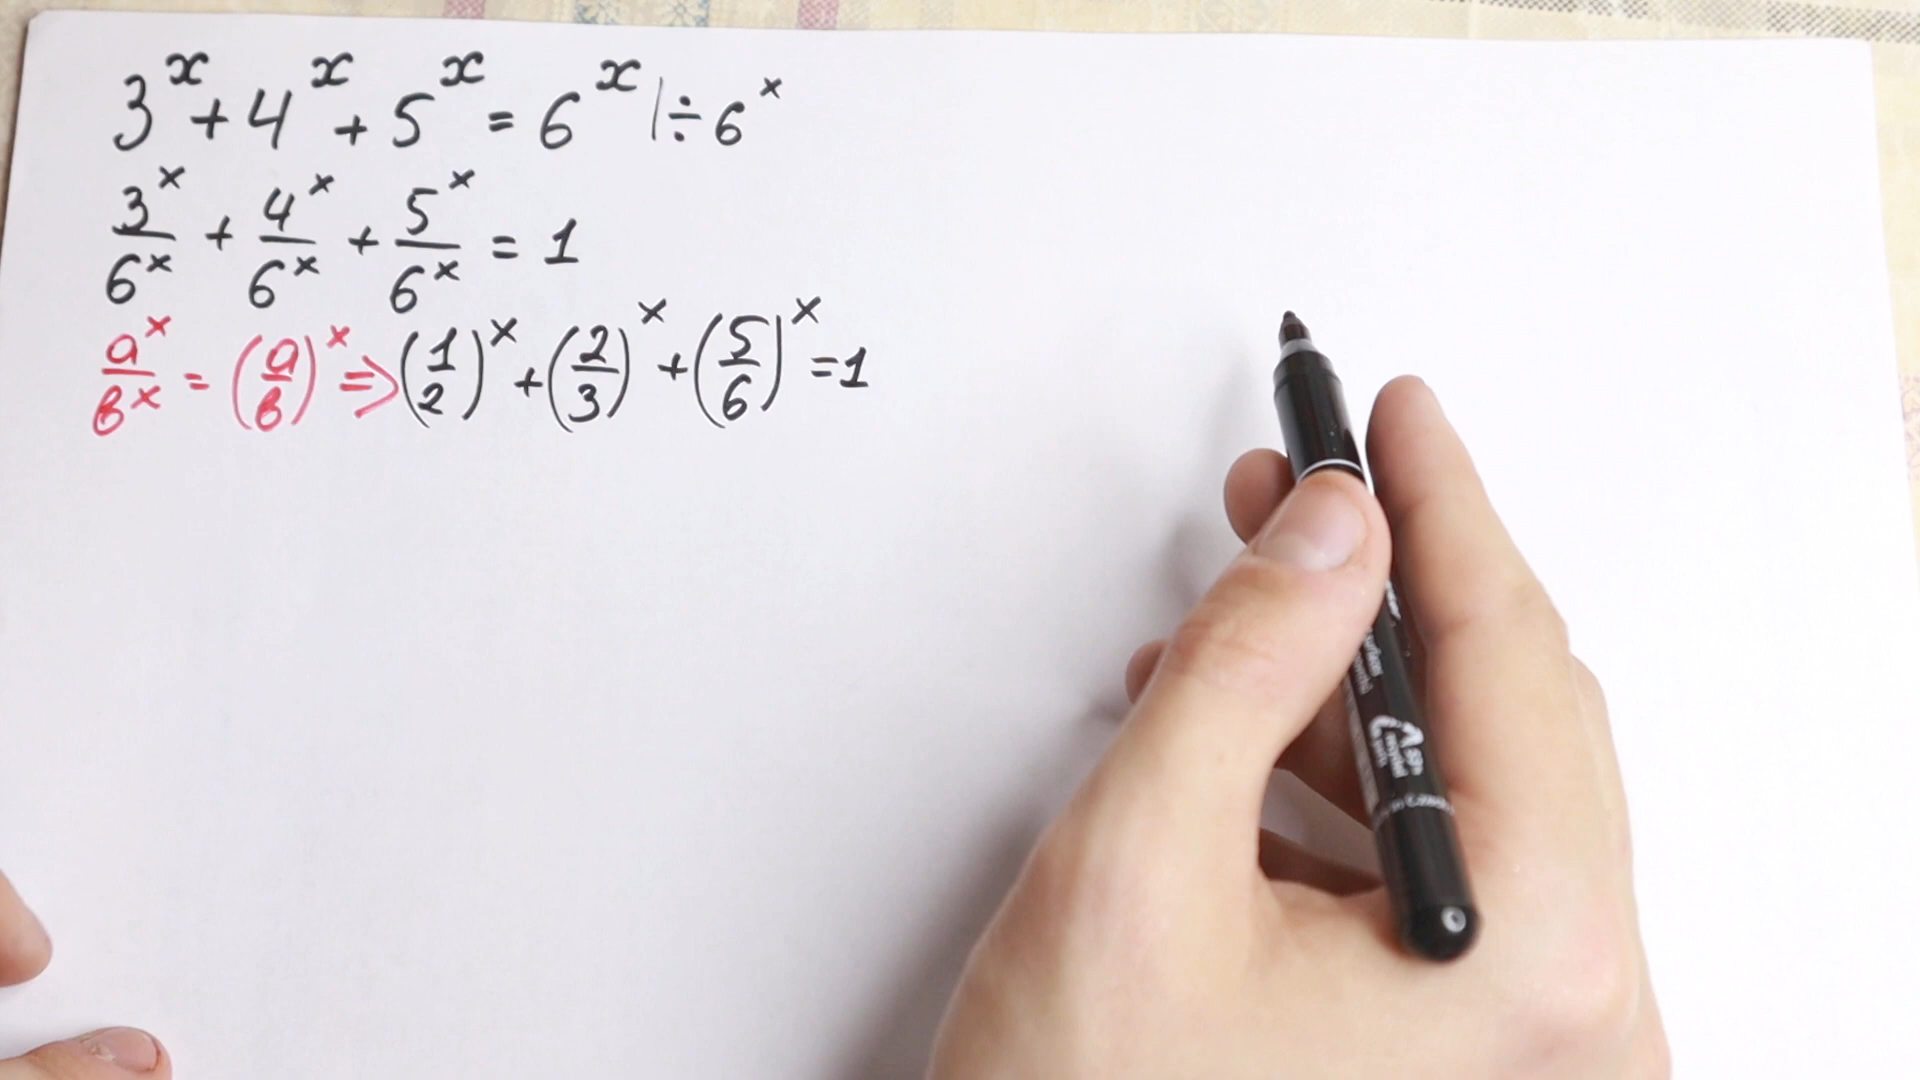 3^x + 4^x + 5^x = 6^x | ÷ 6^x
3^x/6^x + 4^x/6^x + 5^x/6^x = 1
a^x/b^x = (a/b)^x ⇒ (1/2)^x + (2/3)^x + (5/6)^x = 1